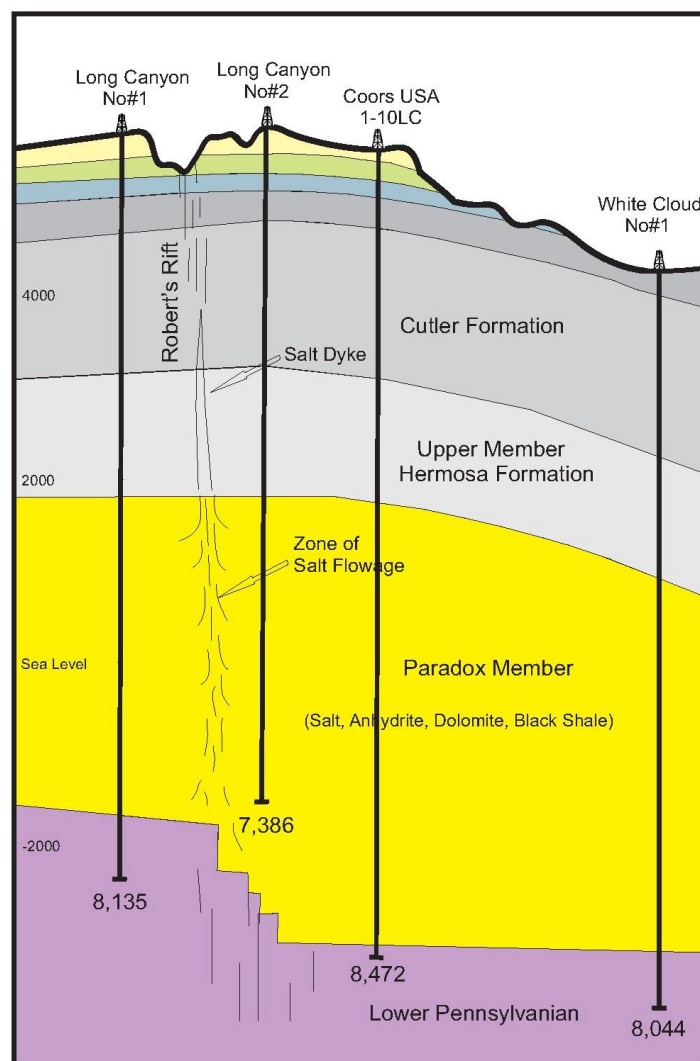 Long Canyon
No#1
Long Canyon
No#2
Coors USA
1-10LC
White Cloud
No#1
4000
Robert's Rift
Cutler Formation
Salt Dyke
Upper Member
Hermosa Formation
2000
Zone of
Salt Flowage
Sea Level
Paradox Member
(Salt, Anhydrite, Dolomite, Black Shale)
7,386
-2000
8,135
8,472
Lower Pennsylvanian
8,044